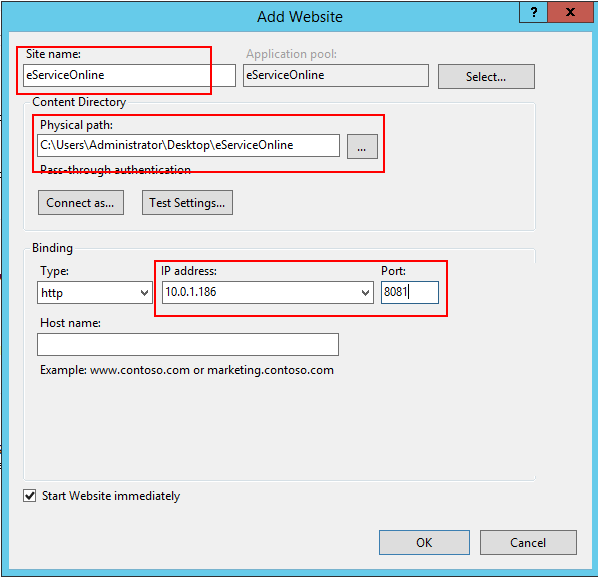 Add Website
?
x
Site name:
Application pool:
eServiceOnline
eServiceOnline
Select...
Content Directory
Physical path:
C:\Users\Administrator\Desktop\eServiceOnline
...
Pass-through authentication
Connect as...
Test Settings...
Binding
Type:
IP address:
Port:
http
10.0.1.186
8081
Host name:
Example: www.contoso.com or marketing.contoso.com
Start Website immediately
OK
Cancel